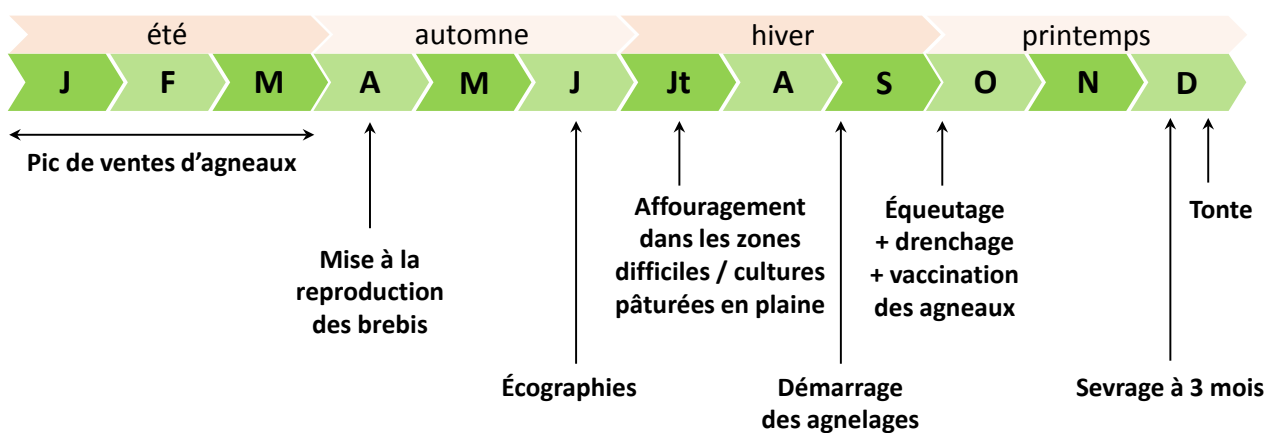 été automne hiver printemps
J F M A M J Jt A S O N D
Pic de ventes d’agneaux
Mise à la
reproduction
des brebis
Écographies
Affouragement
dans les zones
difficiles / cultures
pâturées en plaine
Démarrage
des agnelages
Équeutage
+ drenchage
+ vaccination
des agneaux
Sevrage à 3 mois
Tonte